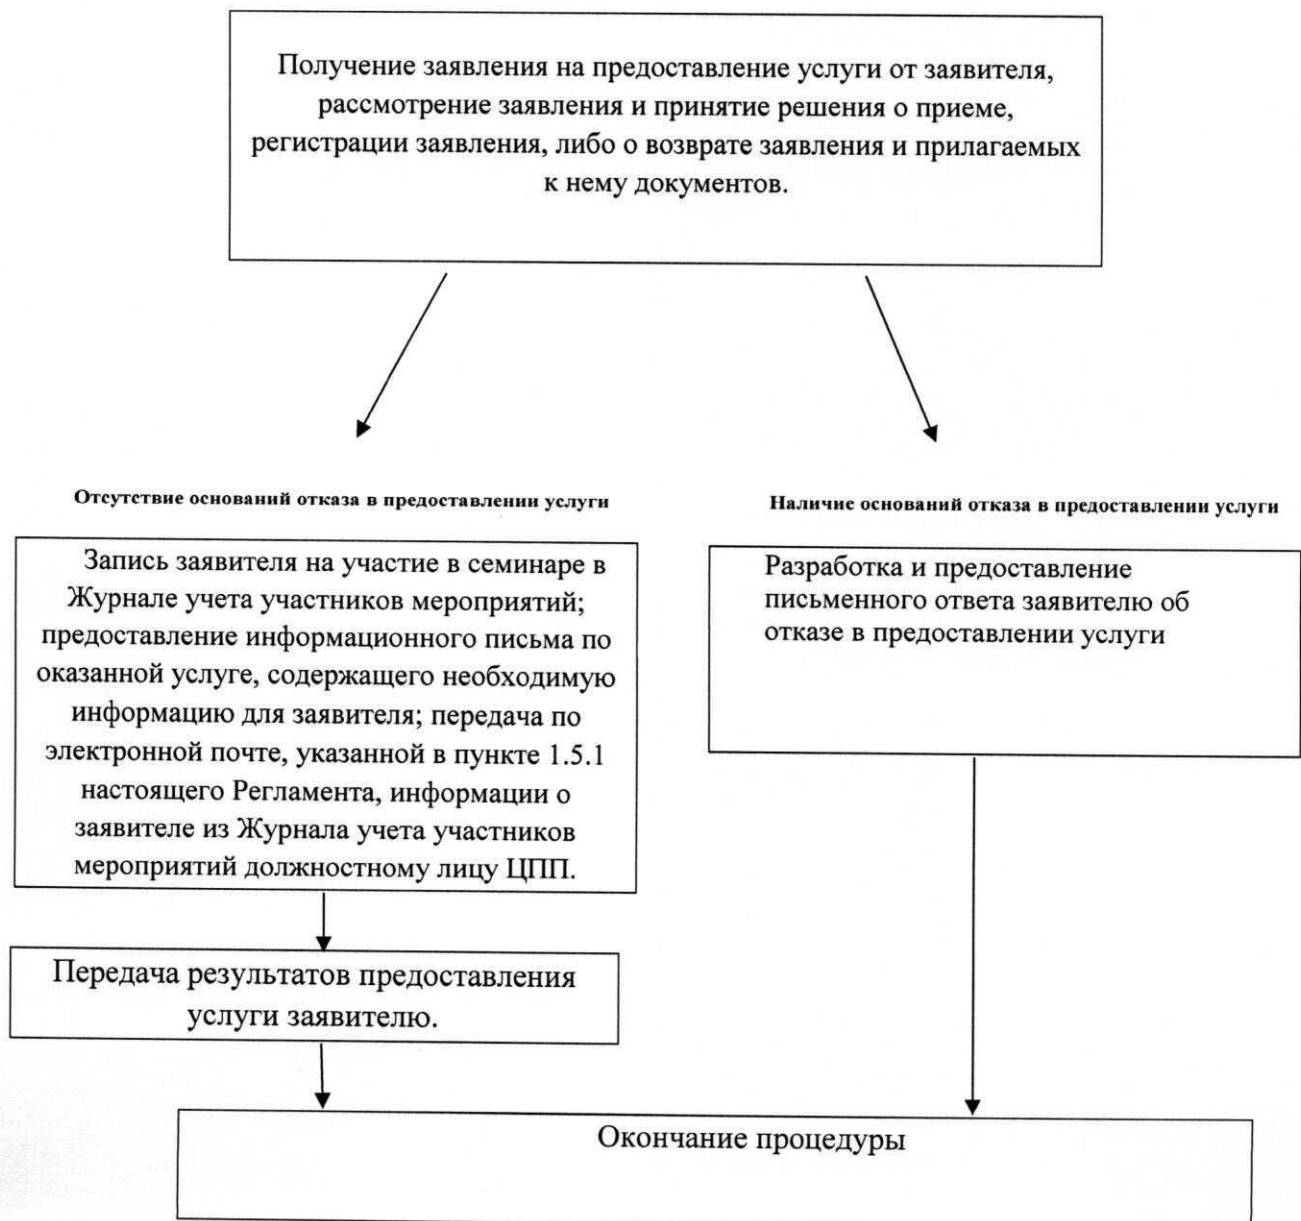 Получение заявления на предоставление услуги от заявителя,
рассмотрение заявления и принятие решения о приеме,
регистрации заявления, либо о возврате заявления и прилагаемых
к нему документов.
Отсутствие оснований отказа в предоставлении услуги
Запись заявителя на участие в семинаре в
Журнале учета участников мероприятий;
предоставление информационного письма по
оказанной услуге, содержащего необходимую
информацию для заявителя; передача по
электронной почте, указанной в пункте 1.5.1
настоящего Регламента, информации о
заявителе из Журнала учета участников
мероприятий должностному лицу ЦПП.
Передача результатов предоставления
услуги заявителю.
Наличие оснований отказа в предоставлении услуги
Разработка и предоставление
письменного ответа заявителю об
отказе в предоставлении услуги
Окончание процедуры